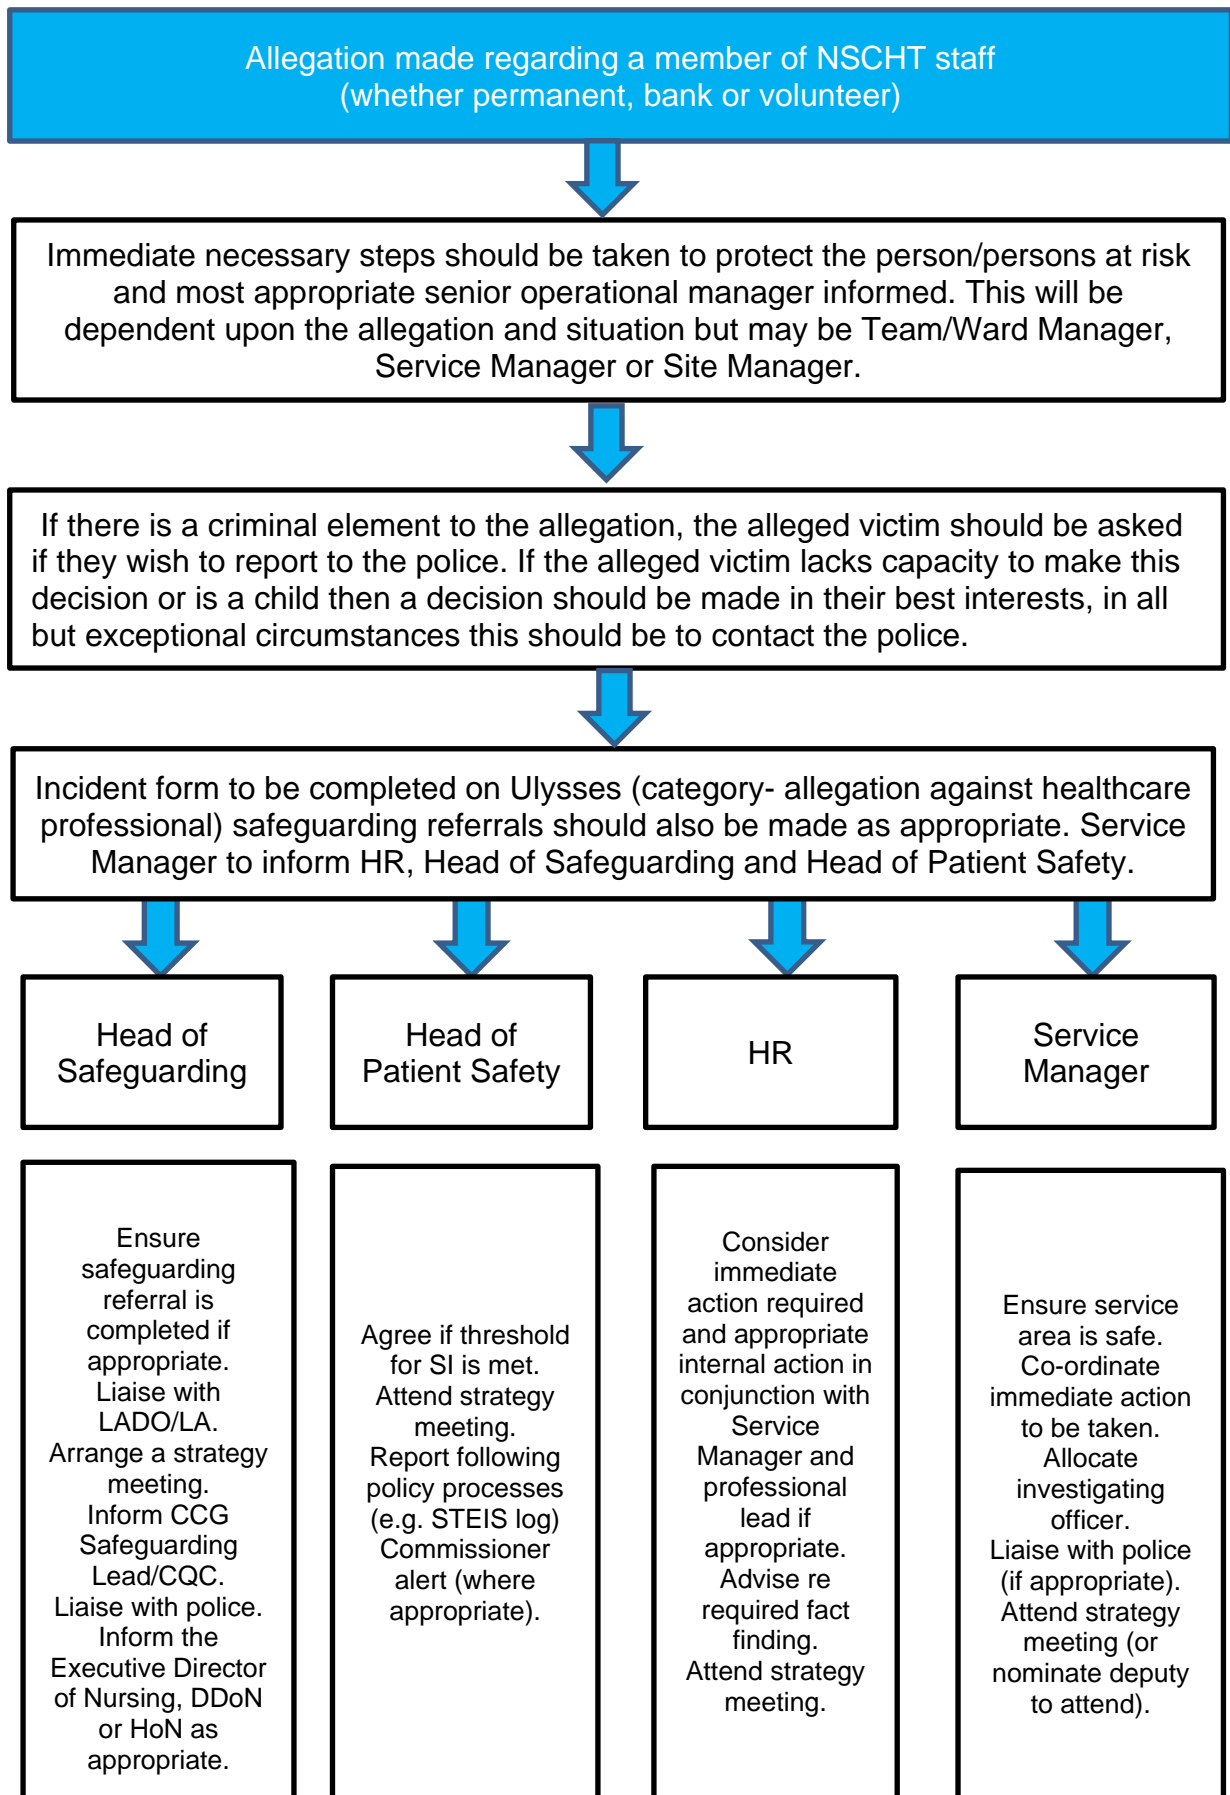 Allegation made regarding a member of NSCHT staff
(whether permanent, bank or volunteer)
Immediate necessary steps should be taken to protect the person/persons at risk
and most appropriate senior operational manager informed. This will be
dependent upon the allegation and situation but may be Team/Ward Manager,
Service Manager or Site Manager.
If there is a criminal element to the allegation, the alleged victim should be asked
if they wish to report to the police. If the alleged victim lacks capacity to make this
decision or is a child then a decision should be made in their best interests, in all
but exceptional circumstances this should be to contact the police.
Incident form to be completed on Ulysses (category- allegation against healthcare
professional) safeguarding referrals should also be made as appropriate. Service
Manager to inform HR, Head of Safeguarding and Head of Patient Safety.
Head of
Safeguarding
Head of
Patient Safety
HR
Service
Manager
Ensure
safeguarding
referral is
completed if
appropriate.
Liaise with
LADO/LA.
Arrange a strategy
meeting.
Inform CCG
Safeguarding
Lead/CQC.
Liaise with police.
Inform the
Executive Director
of Nursing, DDoN
or HoN as
appropriate.
Agree if threshold
for SI is met.
Attend strategy
meeting.
Report following
policy processes
(e.g. STEIS log)
Commissioner
alert (where
appropriate).
Consider
immediate
action required
and appropriate
internal action in
conjunction with
Service
Manager and
professional
lead if
appropriate.
Advise re
required fact
finding.
Attend strategy
meeting.
Ensure service
area is safe.
Co-ordinate
immediate action
to be taken.
Allocate
investigating
officer.
Liaise with police
(if appropriate).
Attend strategy
meeting (or
nominate deputy
to attend).